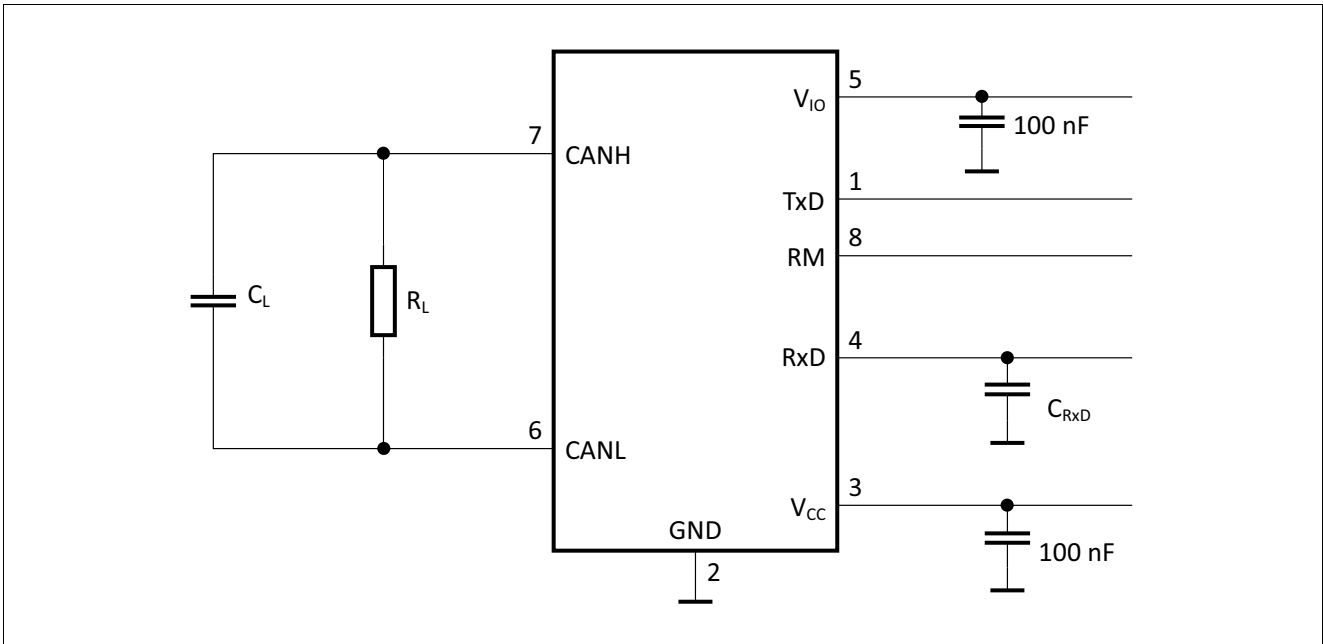 5
V_IO
100 nF
7
CANH
1
TxD
8
RM
C_L
R_L
4
RxD
C_RxD
6
CANL
3
V_CC
GND
100 nF
2